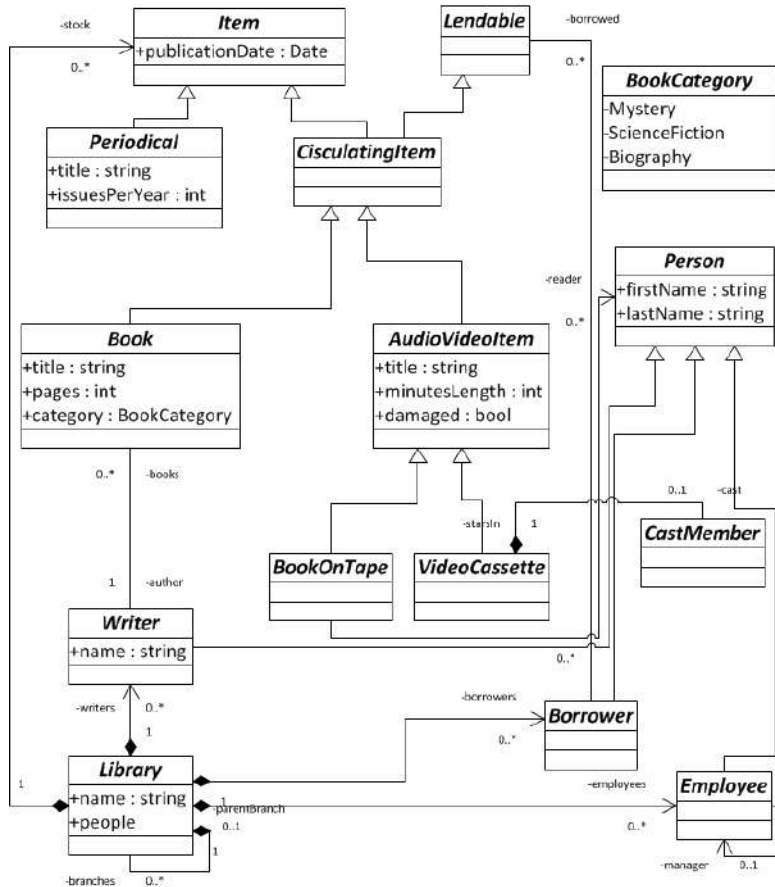 -stock
Item
+publicationDate : Date
0..*
Lendable
-borrowed
0..*
BookCategory
-Mystery
-ScienceFiction
-Biography
Periodical
+title : string
+issuesPerYear : int
CisculatingItem
Person
+firstName : string
+lastName : string
-reader
0..*
Book
+title : string
+pages : int
+category : BookCategory
AudioVideoItem
+title : string
+minutesLength : int
+damaged : bool
0..*
-books
0..1
-cast
-starsIn
1
CastMember
BookOnTape
VideoCassette
1
-author
Writer
+name : string
0..*
-writers
0..*
1
-borrowers
0..*
Borrower
Library
+name : string
+people
1
1
-parentBranch
0..1
1
-branches
0..*
-employees
0..*
Employee
-manager
0..1